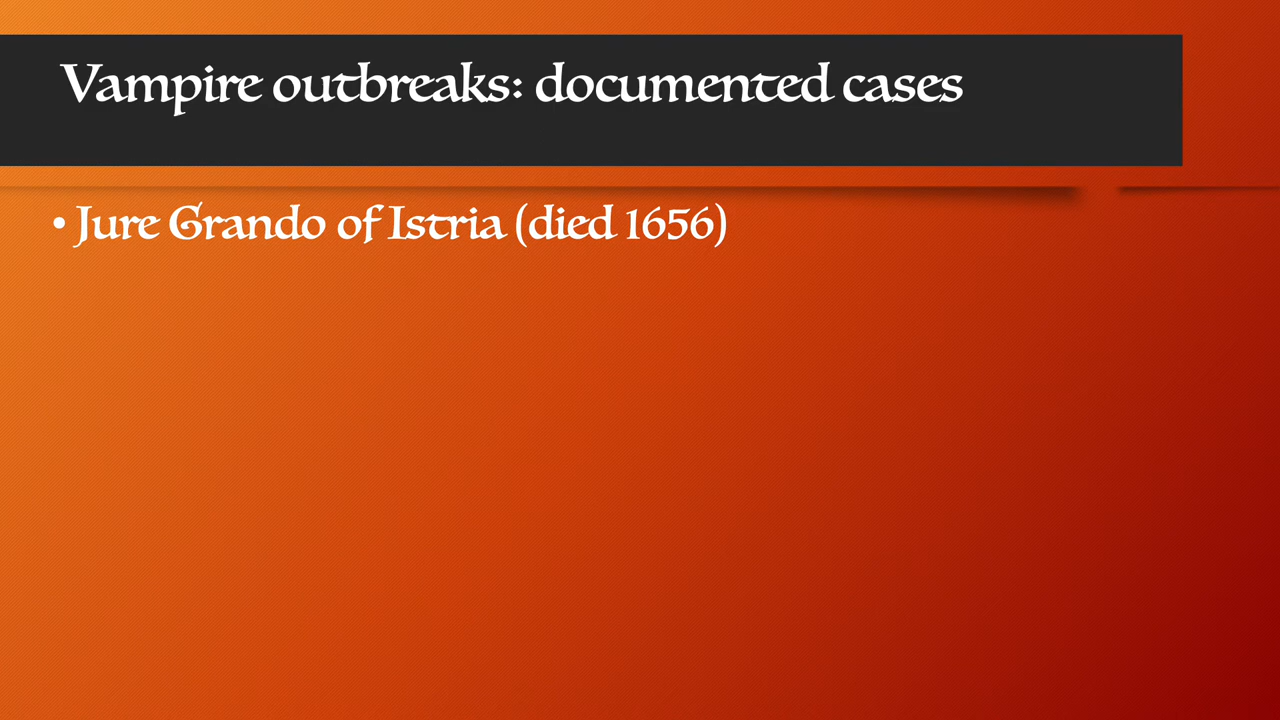 Vampire outbreaks: documented cases
• Jure Grando of Istria (died 1656)